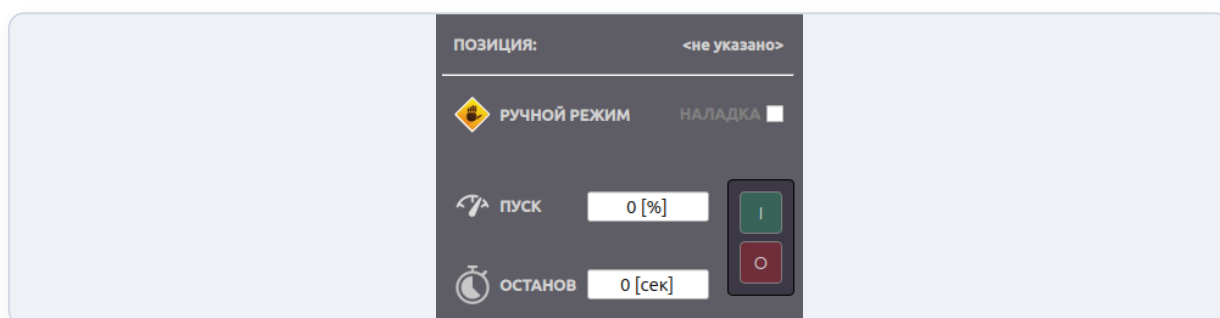 ПОЗИЦИЯ: <не указано>
РУЧНОЙ РЕЖИМ НАЛАДКА
ПУСК 0 [%] I
O
ОСТАНОВ 0 [сек]